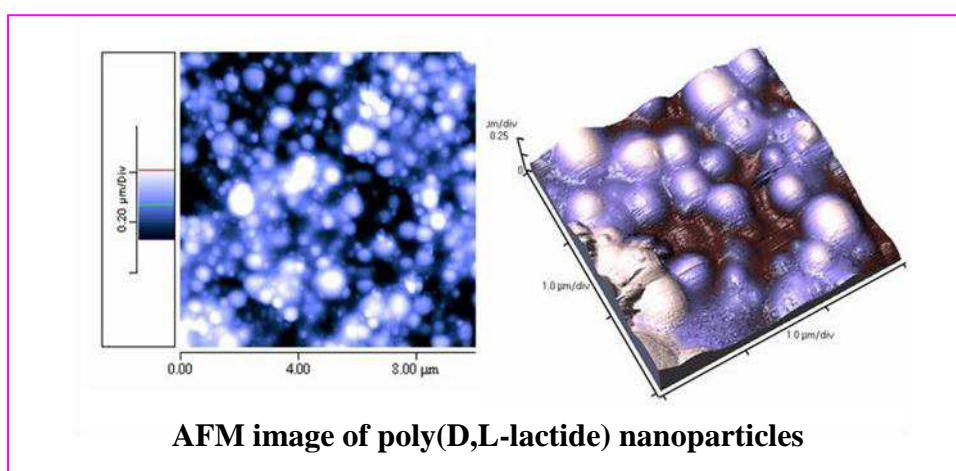 0.20 µm/Div
0.00 4.00 8.00 µm
µm/div
0.25
0
1.0 µm/div
1.0 µm/div
AFM image of poly(D,L-lactide) nanoparticles